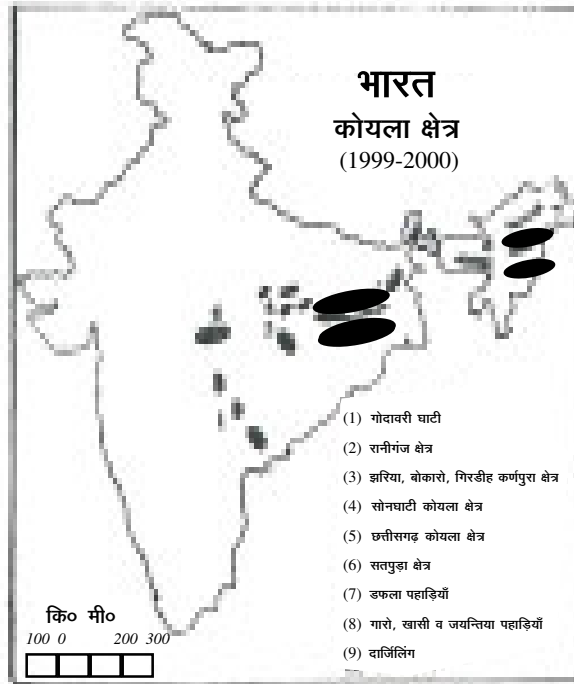 भारत
कोयला क्षेत्र
(1999-2000)
(1) गोदावरी घाटी
(2) रानीगंज क्षेत्र
(3) झरिया, बोकारो, गिरडीह कर्णपुरा क्षेत्र
(4) सोनघाटी कोयला क्षेत्र
(5) छत्तीसगढ़ कोयला क्षेत्र
(6) सतपुड़ा क्षेत्र
(7) डफला पहाड़ियाँ
(8) गारो, खासी व जयन्तिया पहाड़ियाँ
(9) दार्जिलिंग
कि० मी०
100 0 200 300